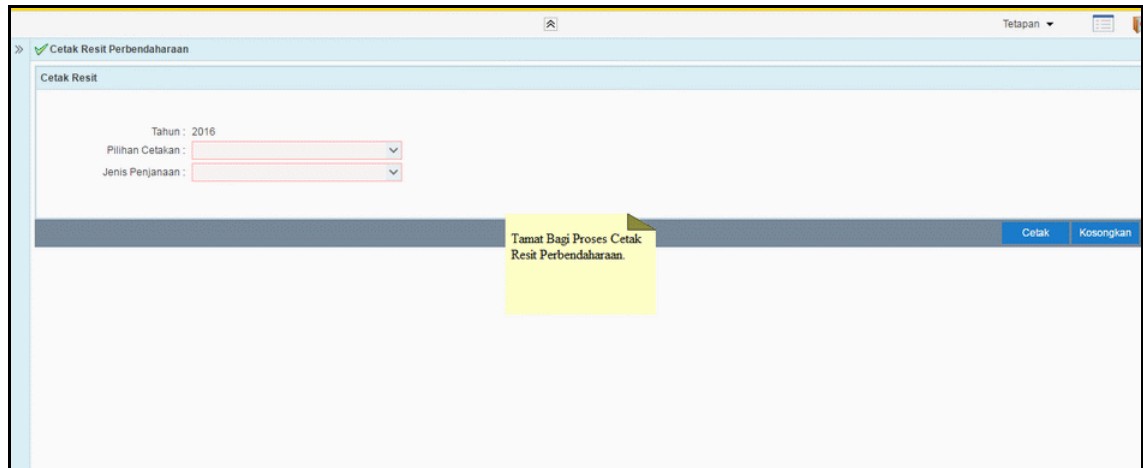 Tetapan
Cetak Resit Perbendaharaan
Cetak Resit
Tahun : 2016
Pilihan Cetakan :
Jenis Penjanaan :
Cetak Kosongkan
Tamat Bagi Proses Cetak
Resit Perbendaharaan.